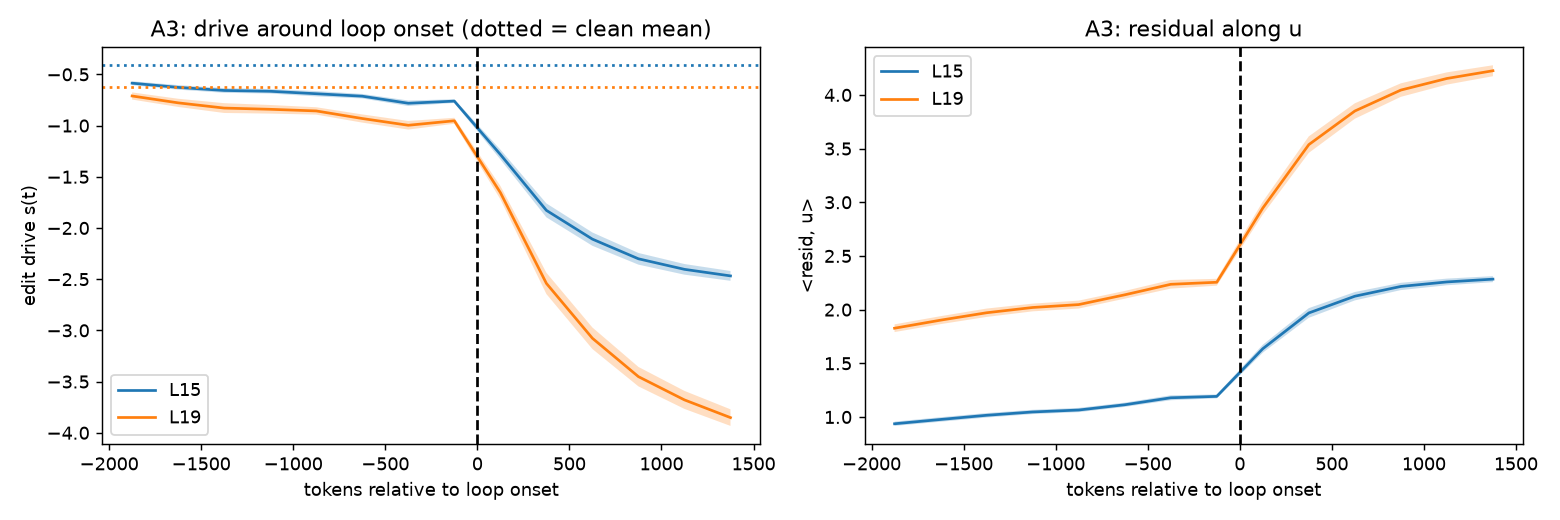 A3: drive around loop onset (dotted = clean mean)
edit drive s(t)
−0.5
−1.0
−1.5
−2.0
−2.5
−3.0
−3.5
−4.0
L15
L19
−2000 −1500 −1000 −500 0 500 1000 1500
tokens relative to loop onset
A3: residual along u
<resid, u>
4.0
3.5
3.0
2.5
2.0
1.5
1.0
L15
L19
−2000 −1500 −1000 −500 0 500 1000 1500
tokens relative to loop onset